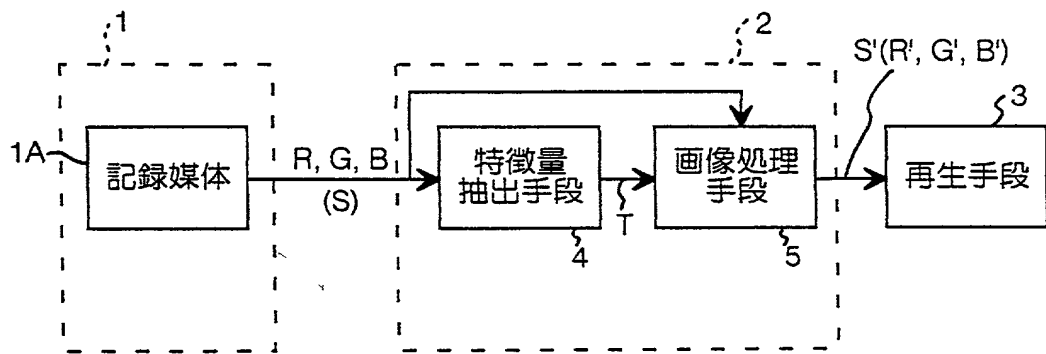 1
2
S'(R', G', B')
3
1A
記録媒体
R, G, B
(S)
特徴量
抽出手段
4
T
画像処理
手段
5
再生手段